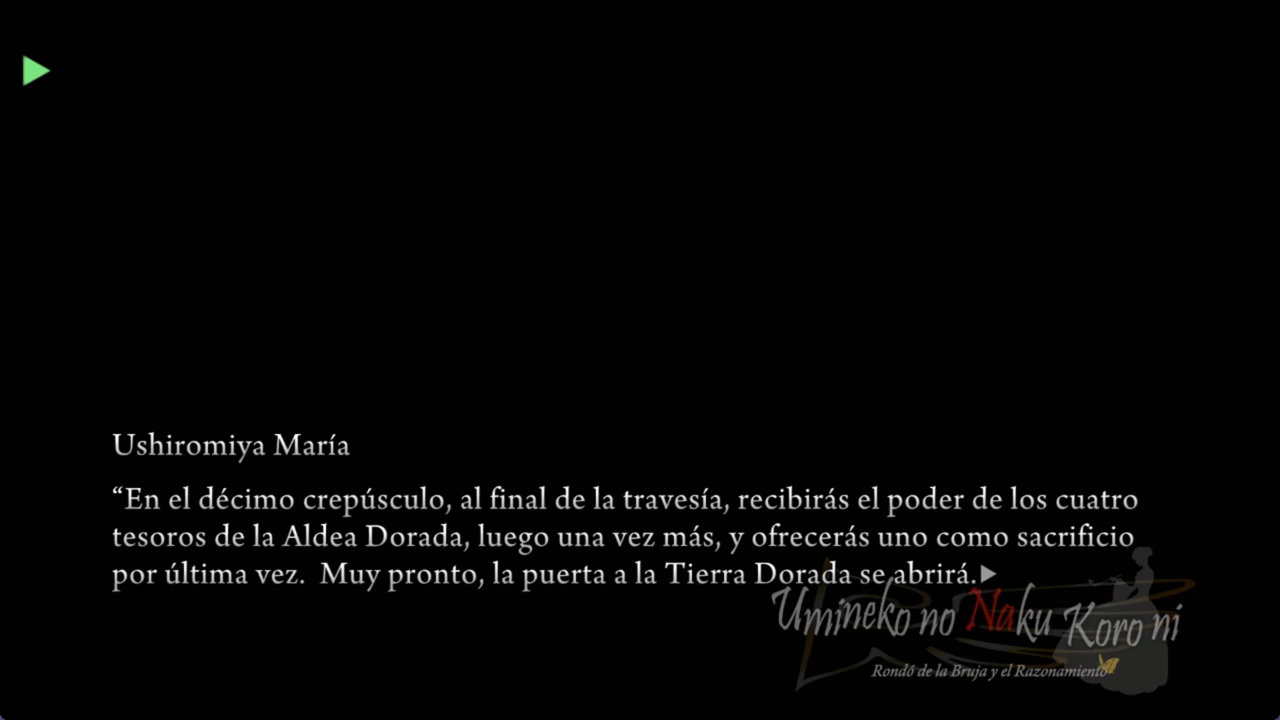 Ushiromiya María
“En el décimo crepúsculo, al final de la travesía, recibirás el poder de los cuatro
tesoros de la Aldea Dorada, luego una vez más, y ofrecerás uno como sacrificio
por última vez.  Muy pronto, la puerta a la Tierra Dorada se abrirá.
Umineko no Naku Koro ni
Rondó de la Bruja y el Razonamiento